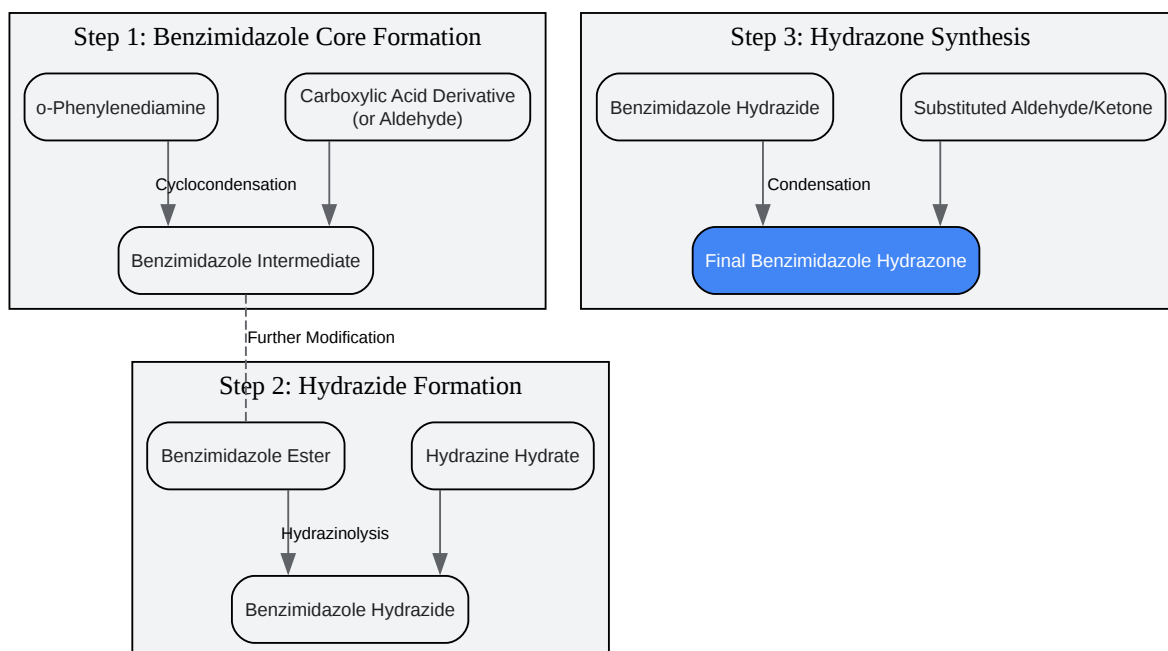 Step 1: Benzimidazole Core Formation
o-Phenylenediamine
Carboxylic Acid Derivative
(or Aldehyde)
Cyclocondensation
Benzimidazole Intermediate
Further Modification
Step 2: Hydrazide Formation
Benzimidazole Ester
Hydrazine Hydrate
Hydrazinolysis
Benzimidazole Hydrazide
Step 3: Hydrazone Synthesis
Benzimidazole Hydrazide
Substituted Aldehyde/Ketone
Condensation
Final Benzimidazole Hydrazone